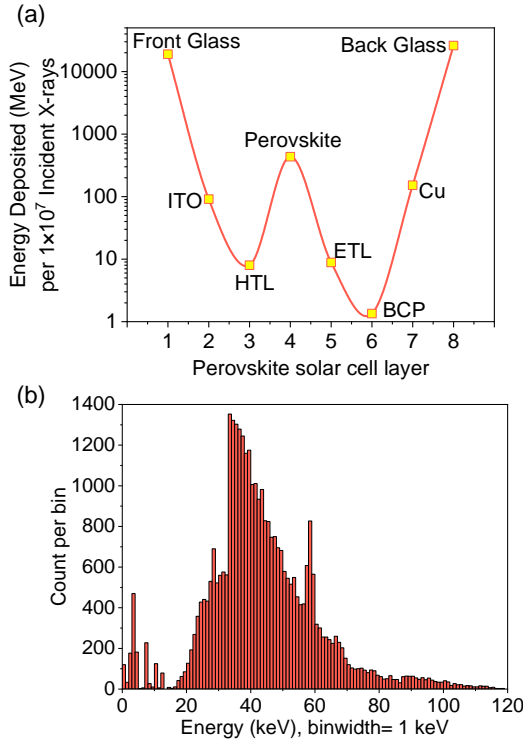 (a)
Front Glass
Back Glass
Perovskite
ITO
HTL
ETL
Cu
BCP
10000
1000
100
10
1
Energy Deposited (MeV)
per 1×10⁷ Incident X-rays
1 2 3 4 5 6 7 8
Perovskite solar cell layer
(b)
1400
1200
1000
800
600
400
200
0
Count per bin
0 20 40 60 80 100 120
Energy (keV), binwidth= 1 keV